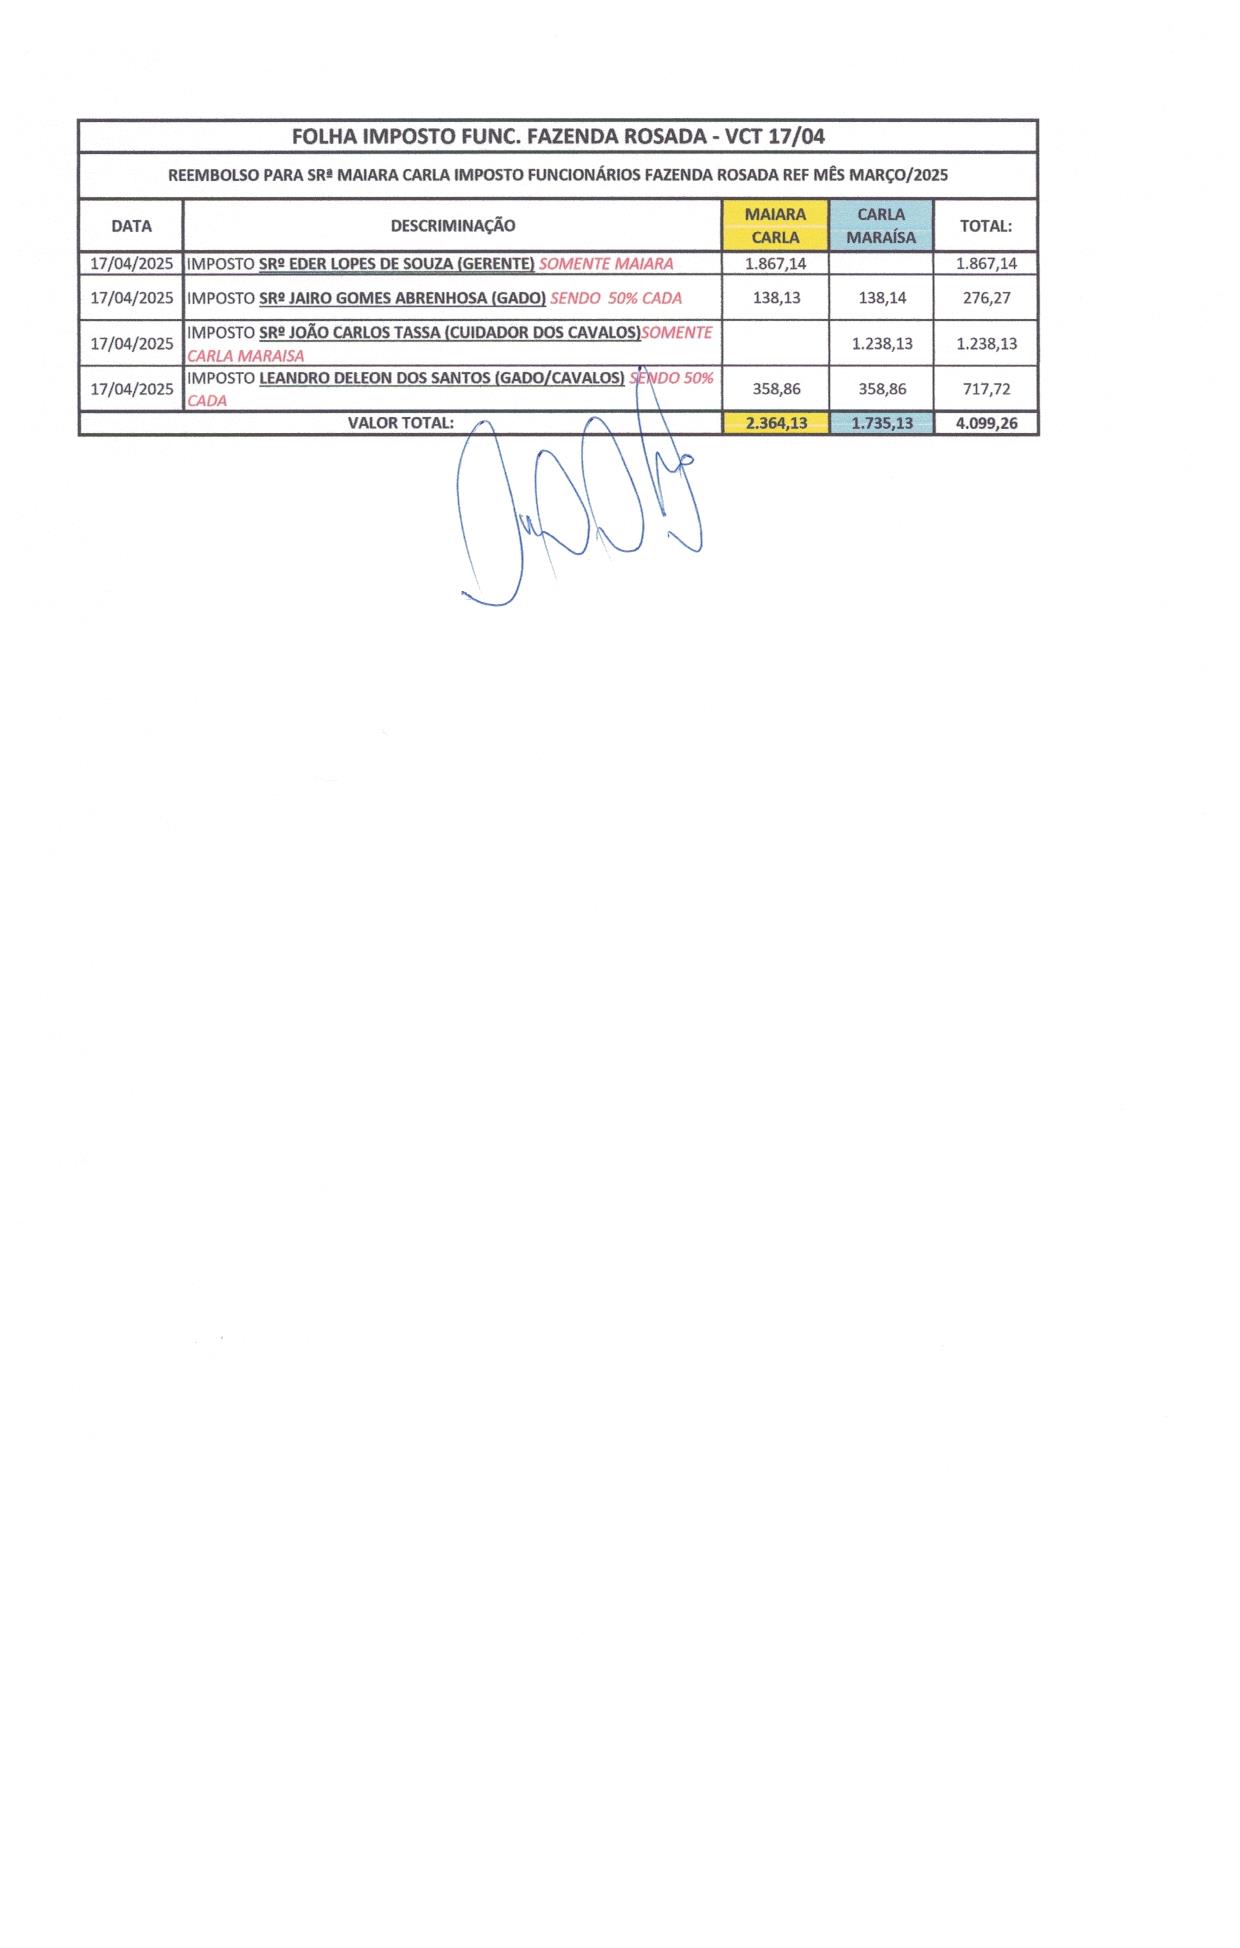 FOLHA IMPOSTO FUNC. FAZENDA ROSADA - VCT 17/04
REEMBOLSO PARA SRª MAIARA CARLA IMPOSTO FUNCIONÁRIOS FAZENDA ROSADA REF MÊS MARÇO/2025
DATA DESCRIMINAÇÃO MAIARA CARLA CARLA MARAÍSA TOTAL:
17/04/2025 IMPOSTO SRº EDER LOPES DE SOUZA (GERENTE) SOMENTE MAIARA 1.867,14 1.867,14
17/04/2025 IMPOSTO SRº JAIRO GOMES ABRENHOSA (GADO) SENDO 50% CADA 138,13 138,14 276,27
17/04/2025 IMPOSTO SRº JOÃO CARLOS TASSA (CUIDADOR DOS CAVALOS)SOMENTE
CARLA MARAISA 1.238,13 1.238,13
17/04/2025 IMPOSTO LEANDRO DELEON DOS SANTOS (GADO/CAVALOS) SENDO 50%
CADA 358,86 358,86 717,72
VALOR TOTAL: 2.364,13 1.735,13 4.099,26